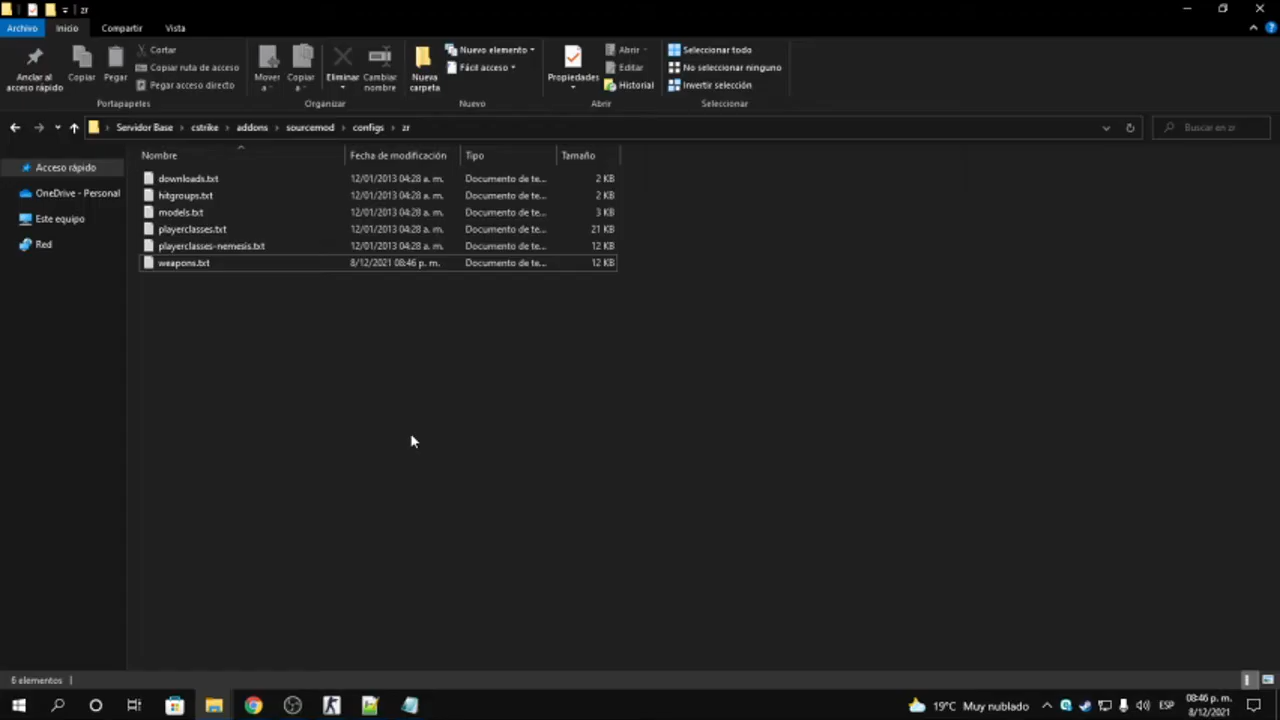 zr
Archivo Inicio Compartir Vista
Anclar al acceso rápido
Copiar
Pegar
Cortar
Copiar ruta de acceso
Pegar acceso directo
Portapapeles
Mover a
Copiar a
Eliminar
Cambiar nombre
Organizar
Nueva carpeta
Nuevo elemento
Fácil acceso
Nuevo
Propiedades
Abrir
Editar
Historial
Abrir
Seleccionar todo
No seleccionar ninguno
Invertir selección
Seleccionar
Servidor Base > cstrike > addons > sourcemod > configs > zr
Buscar en zr
Acceso rápido
OneDrive - Personal
Este equipo
Red
Nombre Fecha de modificación Tipo Tamaño
downloads.txt 12/01/2013 04:28 a. m. Documento de te... 2 KB
hitgroups.txt 12/01/2013 04:28 a. m. Documento de te... 2 KB
models.txt 12/01/2013 04:28 a. m. Documento de te... 3 KB
playerclasses.txt 12/01/2013 04:28 a. m. Documento de te... 21 KB
playerclasses-nemesis.txt 12/01/2013 04:28 a. m. Documento de te... 12 KB
weapons.txt 8/12/2021 08:46 p. m. Documento de te... 12 KB
6 elementos
19°C Muy nublado
ESP
08:46 p. m.
8/12/2021